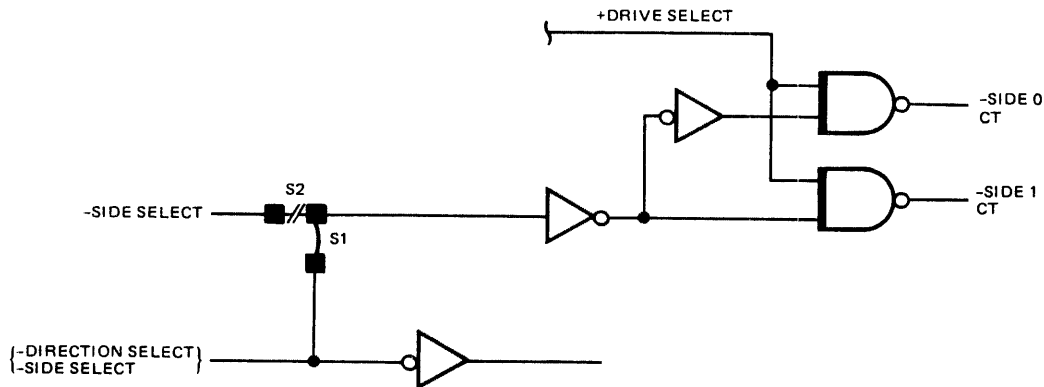 +DRIVE SELECT
-SIDE 0
CT
-SIDE 1
CT
S2
-SIDE SELECT
S1
-DIRECTION SELECT
-SIDE SELECT